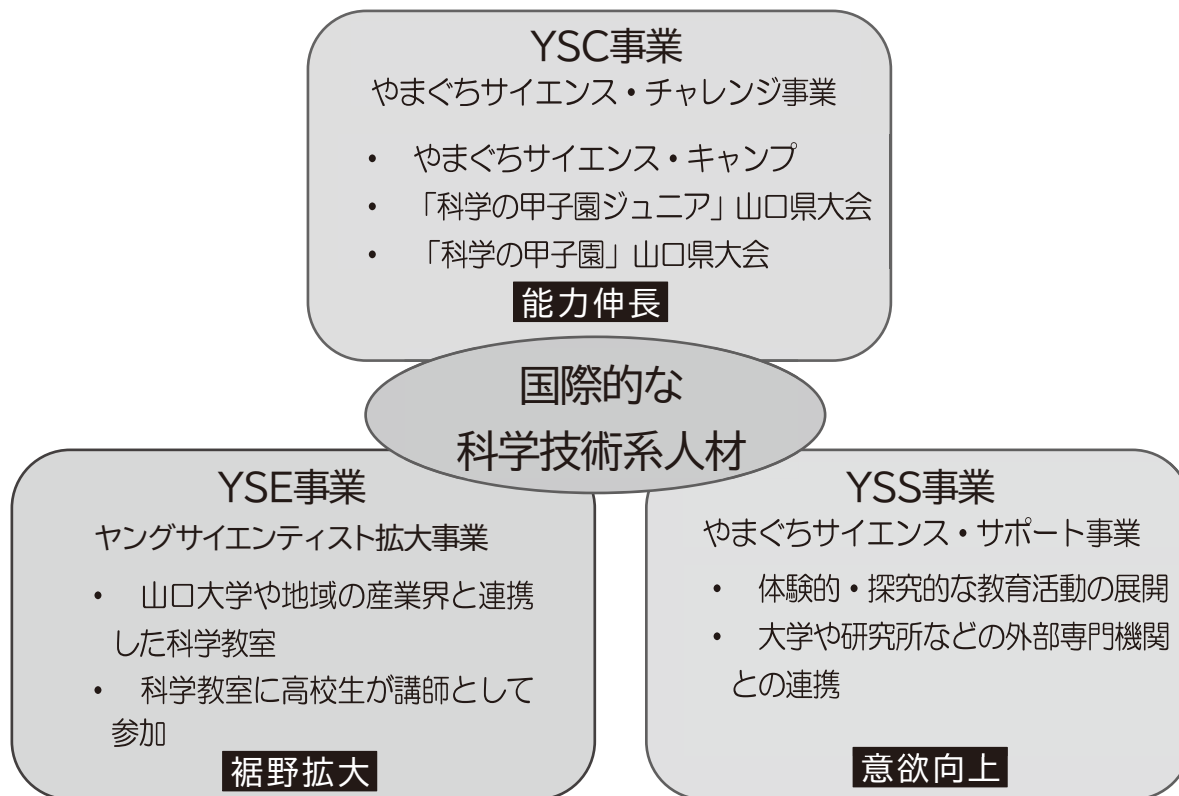 YSC事業
やまぐちサイエンス・チャレンジ事業
・ やまぐちサイエンス・キャンプ
・ 「科学の甲子園ジュニア」山口県大会
・ 「科学の甲子園」山口県大会
能力伸長
国際的な
科学技術系人材
YSE事業
ヤングサイエンティスト拡大事業
・ 山口大学や地域の産業界と連携
した科学教室
・ 科学教室に高校生が講師として
参加
裾野拡大
YSS事業
やまぐちサイエンス・サポート事業
・ 体験的・探究的な教育活動の展開
・ 大学や研究所などの外部専門機関
との連携
意欲向上